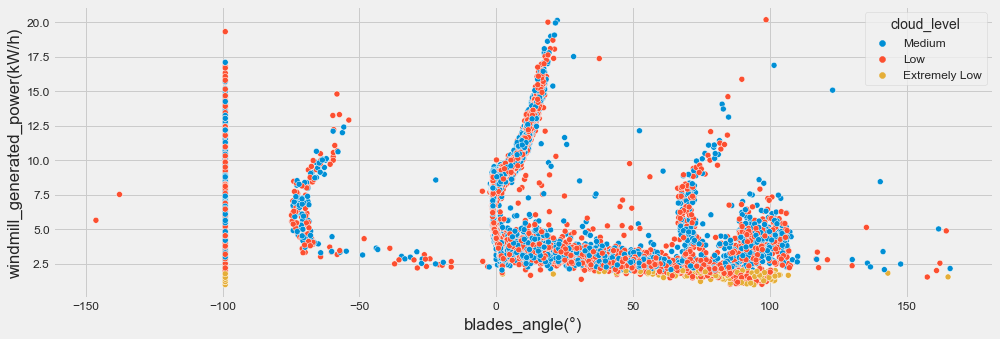 windmill_generated_power(kW/h)
20.0
17.5
15.0
12.5
10.0
7.5
5.0
2.5
cloud_level
Medium
Low
Extremely Low
−150 −100 −50 0 50 100 150
blades_angle(°)